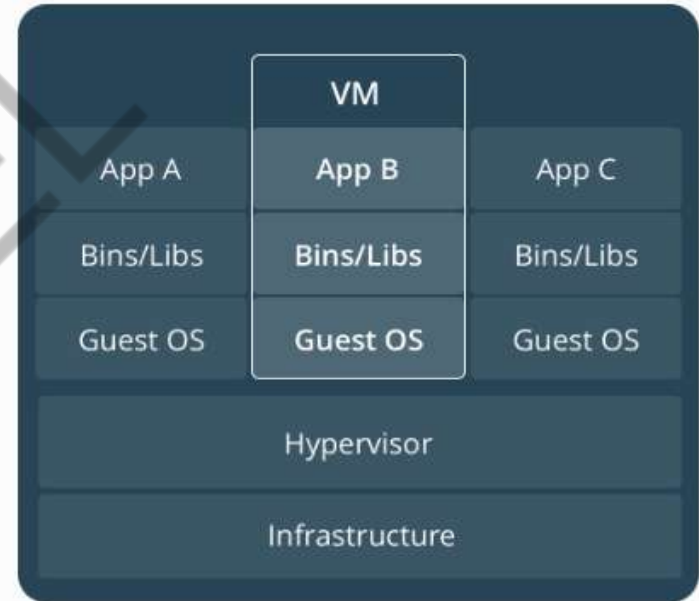 VM
App A App B App C
Bins/Libs Bins/Libs Bins/Libs
Guest OS Guest OS Guest OS
Hypervisor
Infrastructure